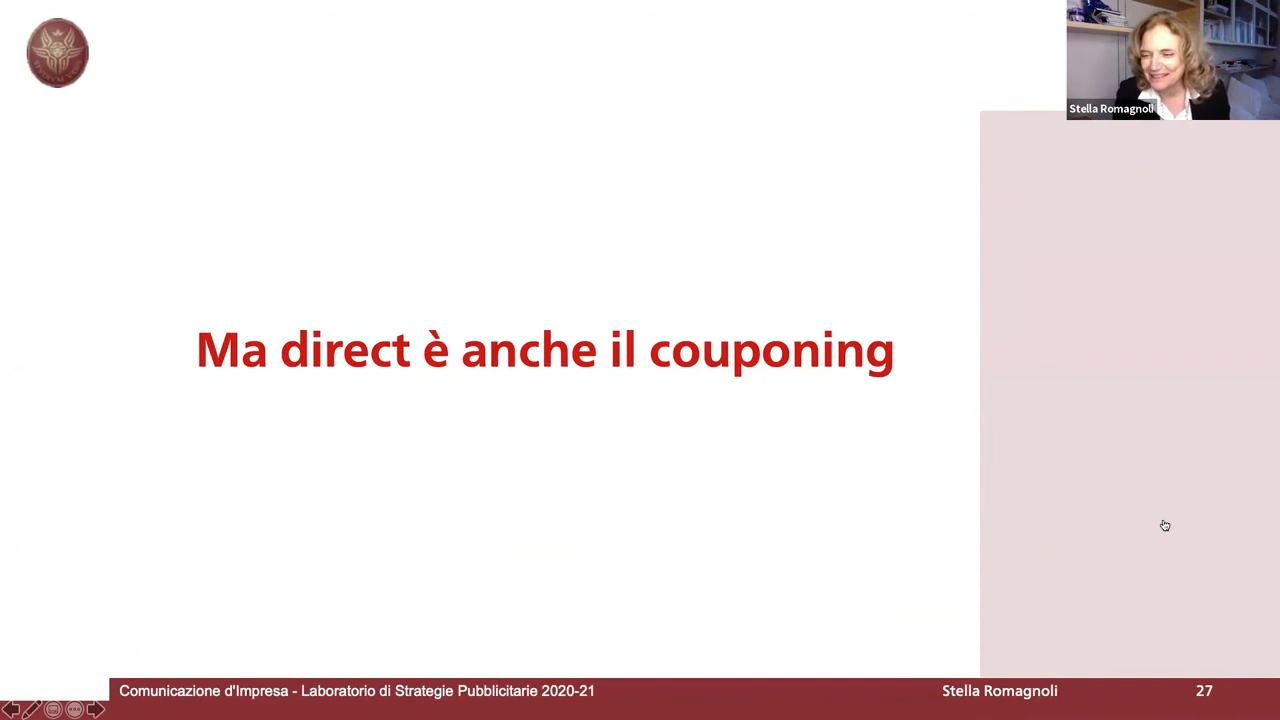 Stella Romagnoli
Ma direct è anche il couponing
Comunicazione d'Impresa - Laboratorio di Strategie Pubblicitarie 2020-21
Stella Romagnoli
27